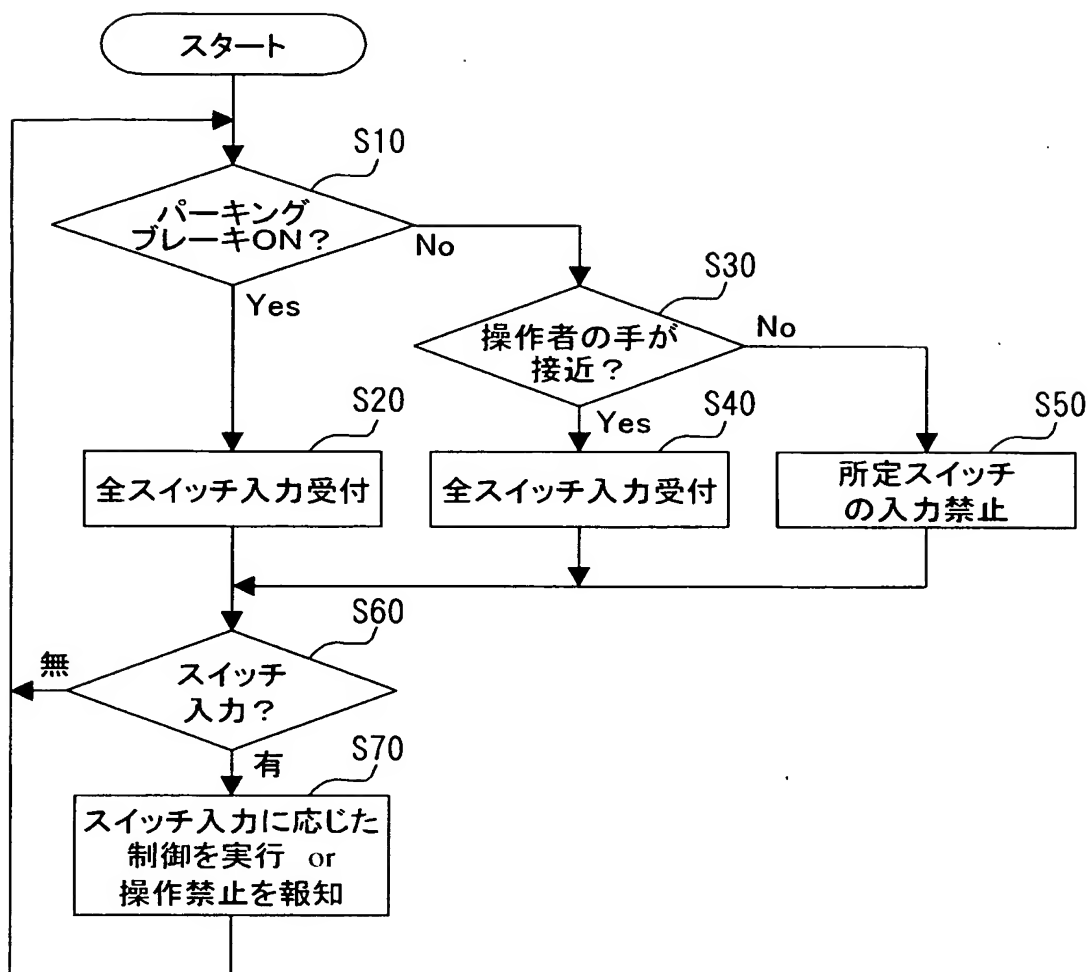 スタート
S10
パーキング
ブレーキON?
No
Yes
S30
操作者の手が
接近?
No
Yes
S20
全スイッチ入力受付
S40
全スイッチ入力受付
S50
所定スイッチ
の入力禁止
S60
スイッチ
入力?
無
有
S70
スイッチ入力に応じた
制御を実行 or
操作禁止を報知